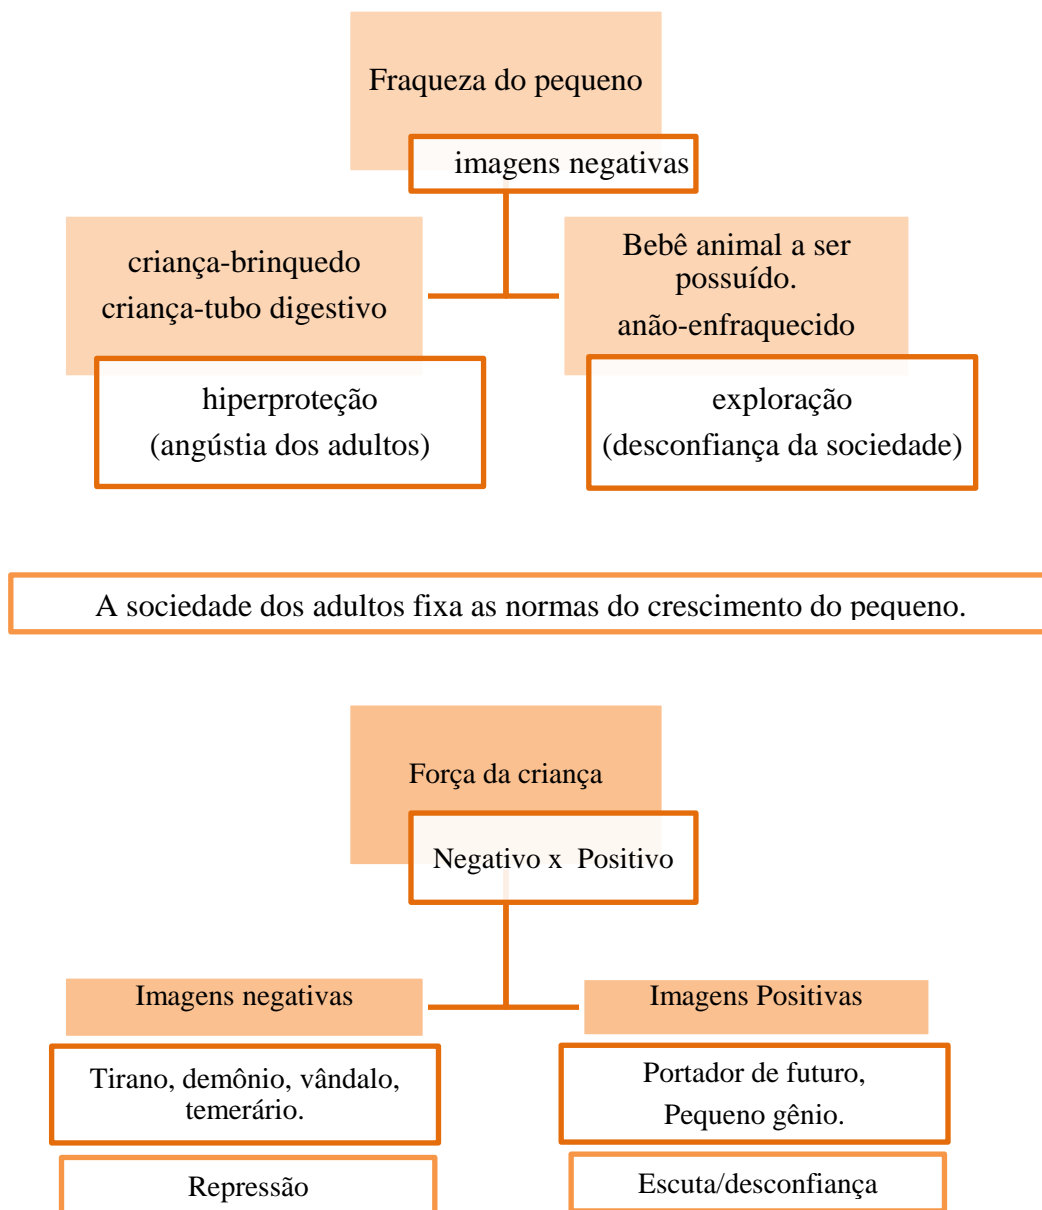 Fraqueza do pequeno
imagens negativas
criança-brinquedo
criança-tubo digestivo
hiperproteção
(angústia dos adultos)
Bebê animal a ser
possuído.
anão-enfraquecido
exploração
(desconfiança da sociedade)
A sociedade dos adultos fixa as normas do crescimento do pequeno.
Força da criança
Negativo x Positivo
Imagens negativas
Tirano, demônio, vândalo,
temerário.
Repressão
Imagens Positivas
Portador de futuro,
Pequeno gênio.
Escuta/desconfiança